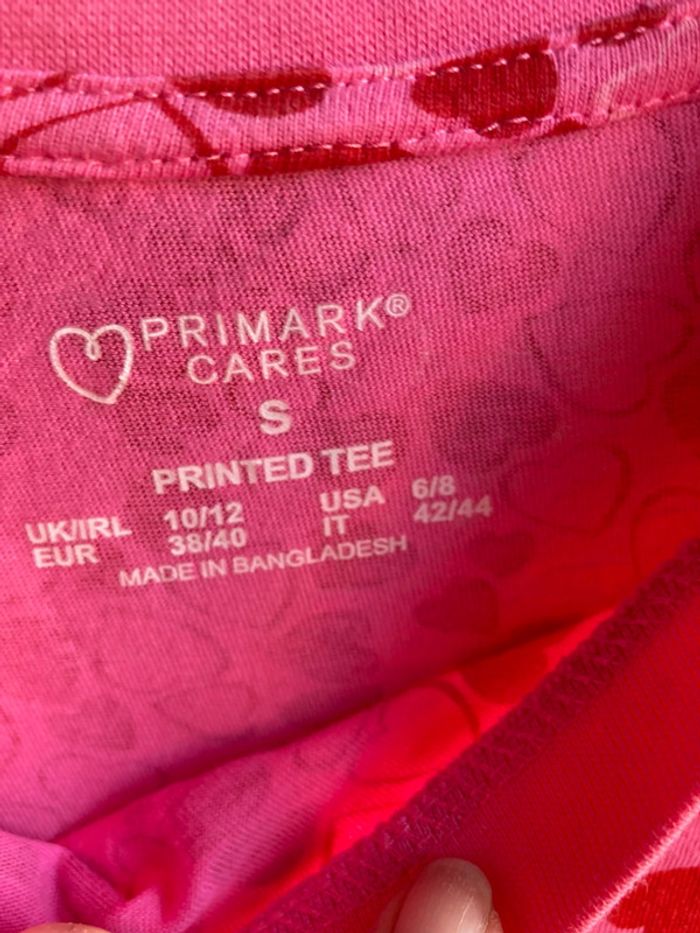 PRIMARK®
CARES
S
PRINTED TEE
UK/IRL 10/12 USA 6/8
EUR 38/40 IT 42/44
MADE IN BANGLADESH